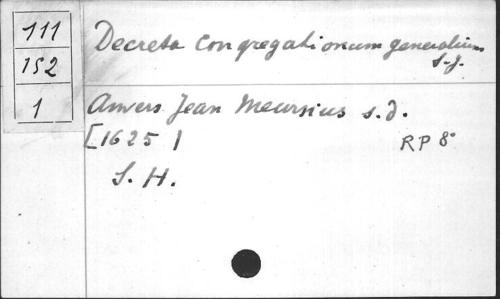 111
152
1
Decreta Congregationum generalium
S.J.
Anvers Jean Meursius s.d.
[1625]
RP 8°
S. H.